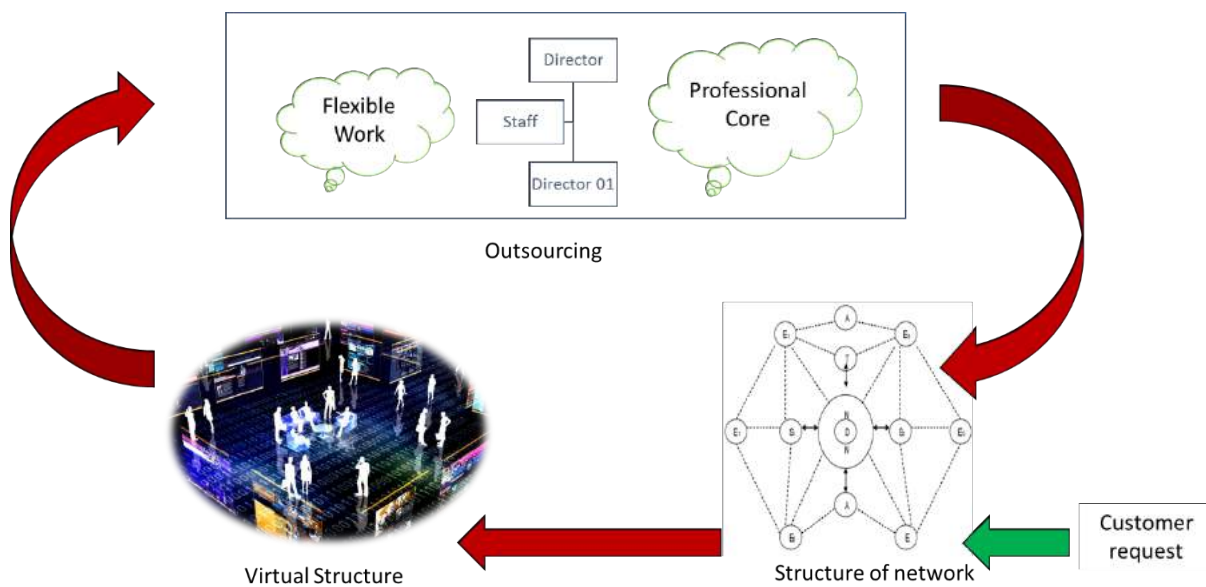 Director
Flexible
Work
Professional
Core
Staff
Director 01
Outsourcing
A
N
D
N
A
E
Customer
request
Virtual Structure
Structure of network